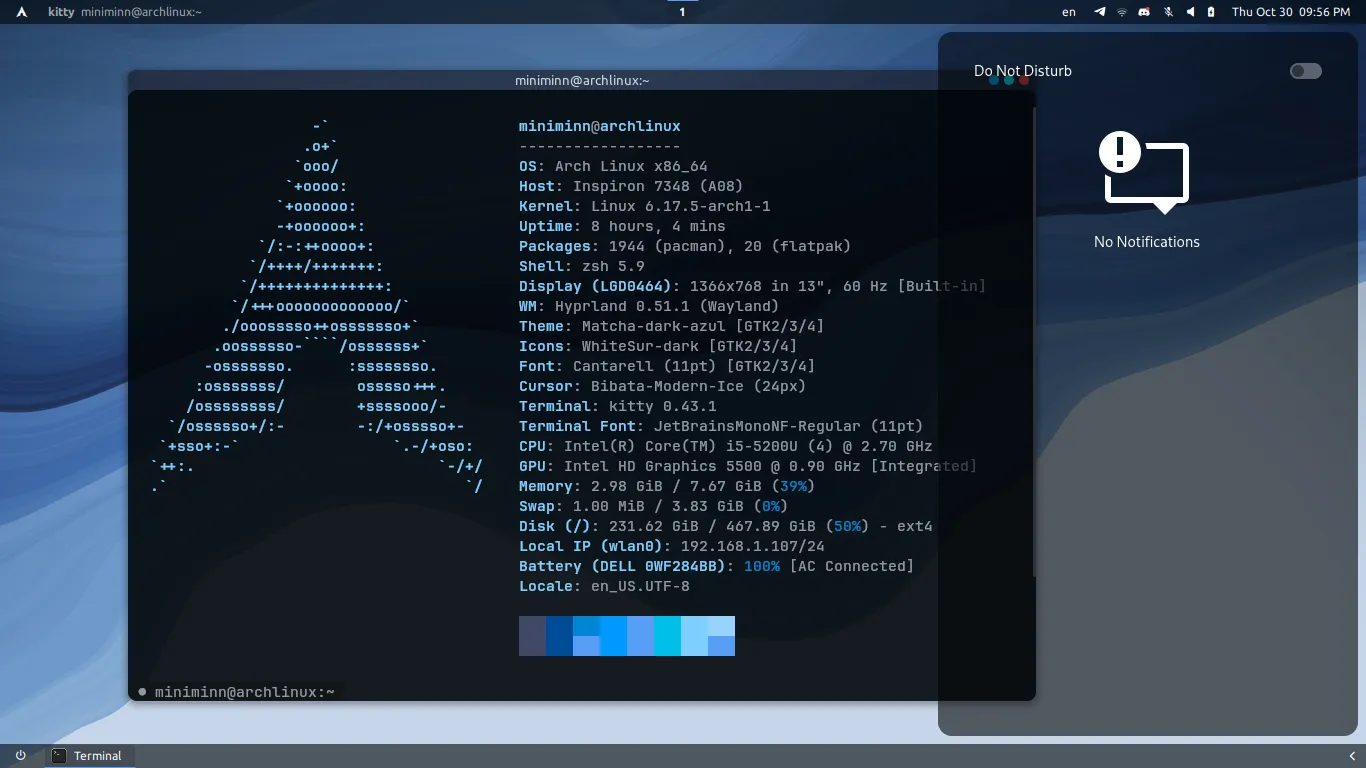 kitty miniminn@archlinux:~
1
en
Thu Oct 30 09:56 PM
miniminn@archlinux:~
Do Not Disturb
No Notifications
-`
.o+`
`ooo/
`+oooo:
`+oooooo:
-+oooooo+:
`/:-:++oooo+:
`/++++/+++++++:
`/++++++++++++++:
`/+++ooooooooooooo/`
./ooosssso++osssssso+`
.oossssso-````/ossssss+`
-osssssso. :ssssssso.
:osssssss/ osssso+++.
/ossssssss/ +ssssooo/-
`/ossssso+/:- -:/+osssso+-
`+sso+:-` `.-/+oso:
`++:. `-/+/
.` `/
miniminn@archlinux
------------------
OS: Arch Linux x86_64
Host: Inspiron 7348 (A08)
Kernel: Linux 6.17.5-arch1-1
Uptime: 8 hours, 4 mins
Packages: 1944 (pacman), 20 (flatpak)
Shell: zsh 5.9
Display (LGD0464): 1366x768 in 13", 60 Hz [Built-in]
WM: Hyprland 0.51.1 (Wayland)
Theme: Matcha-dark-azul [GTK2/3/4]
Icons: WhiteSur-dark [GTK2/3/4]
Font: Cantarell (11pt) [GTK2/3/4]
Cursor: Bibata-Modern-Ice (24px)
Terminal: kitty 0.43.1
Terminal Font: JetBrainsMonoNF-Regular (11pt)
CPU: Intel(R) Core(TM) i5-5200U (4) @ 2.70 GHz
GPU: Intel HD Graphics 5500 @ 0.90 GHz [Integrated]
Memory: 2.98 GiB / 7.67 GiB (39%)
Swap: 1.00 MiB / 3.83 GiB (0%)
Disk (/): 231.62 GiB / 467.89 GiB (50%) - ext4
Local IP (wlan0): 192.168.1.107/24
Battery (DELL 0WF284BB): 100% [AC Connected]
Locale: en_US.UTF-8
miniminn@archlinux:~
Terminal